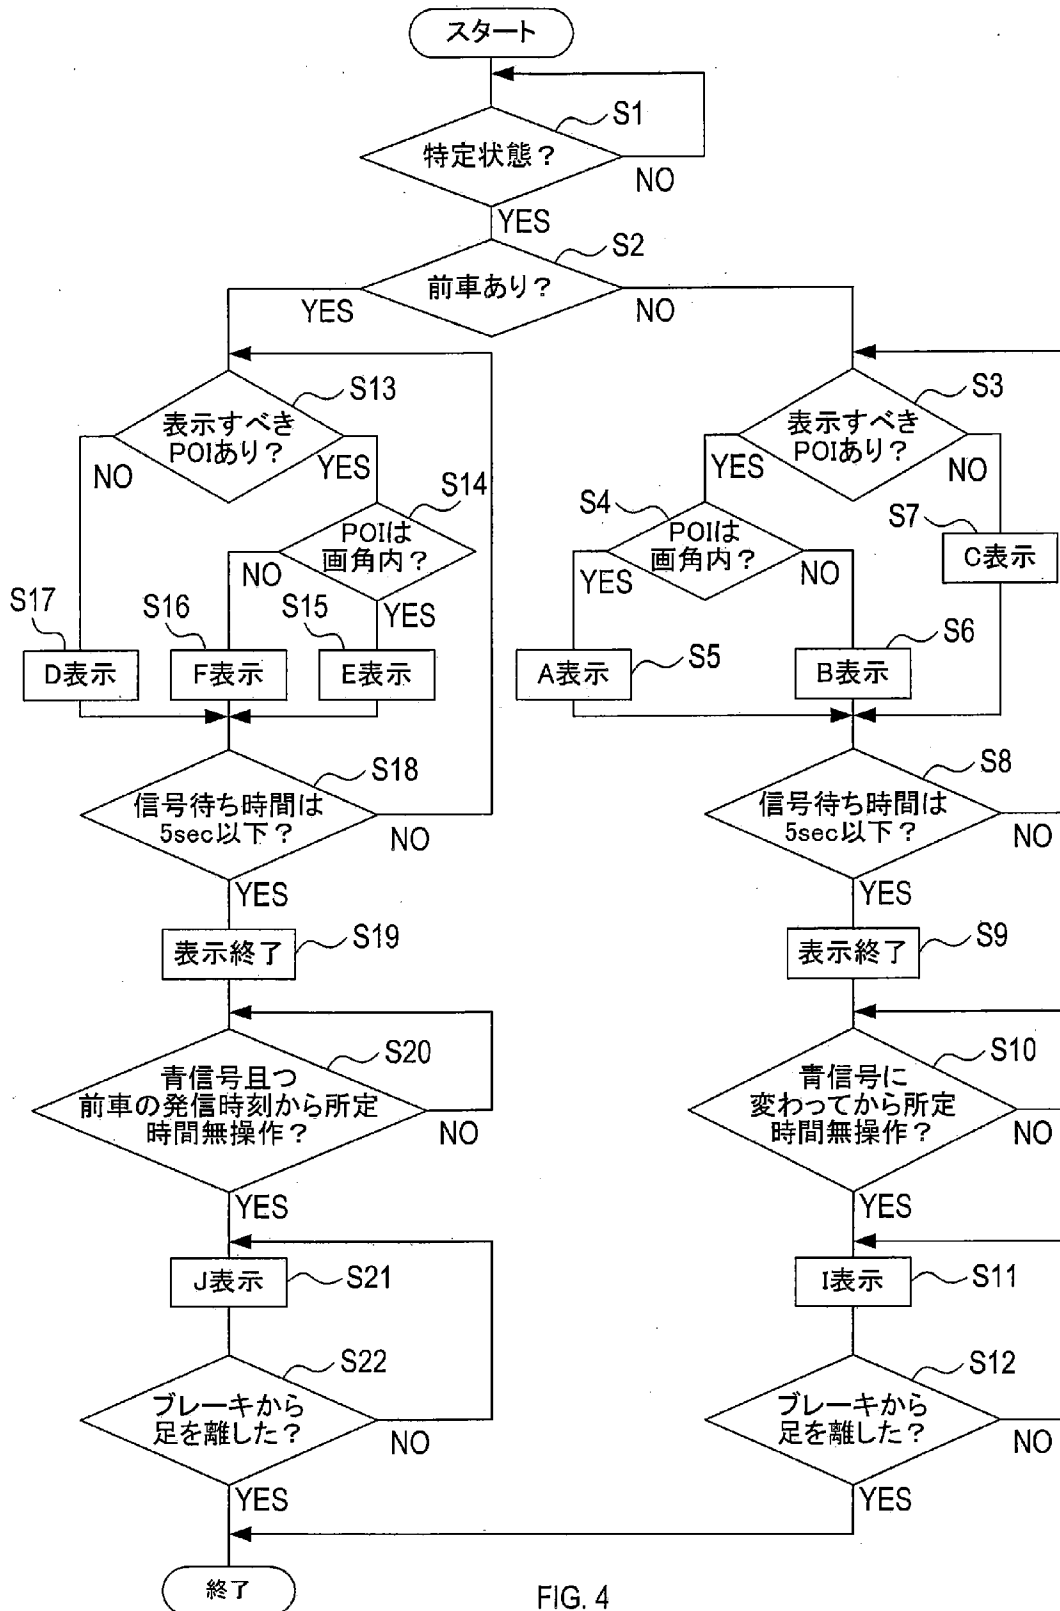 スタート
S1
特定状態？
NO
YES
S2
前車あり？
YES
NO
S13
表示すべき
POIあり？
NO
YES
S14
POIは
画角内？
NO
YES
S17
D表示
S16
F表示
S15
E表示
S18
信号待ち時間は
5sec以下？
NO
YES
S19
表示終了
S20
青信号且つ
前車の発信時刻から所定
時間無操作？
NO
YES
J表示
S21
S22
ブレーキから
足を離した？
NO
YES
終了
S3
表示すべき
POIあり？
YES
NO
S4
POIは
画角内？
YES
NO
S7
C表示
A表示
S5
S6
B表示
S8
信号待ち時間は
5sec以下？
NO
YES
S9
表示終了
S10
青信号に
変わってから所定
時間無操作？
NO
YES
I表示
S11
S12
ブレーキから
足を離した？
NO
YES
FIG. 4